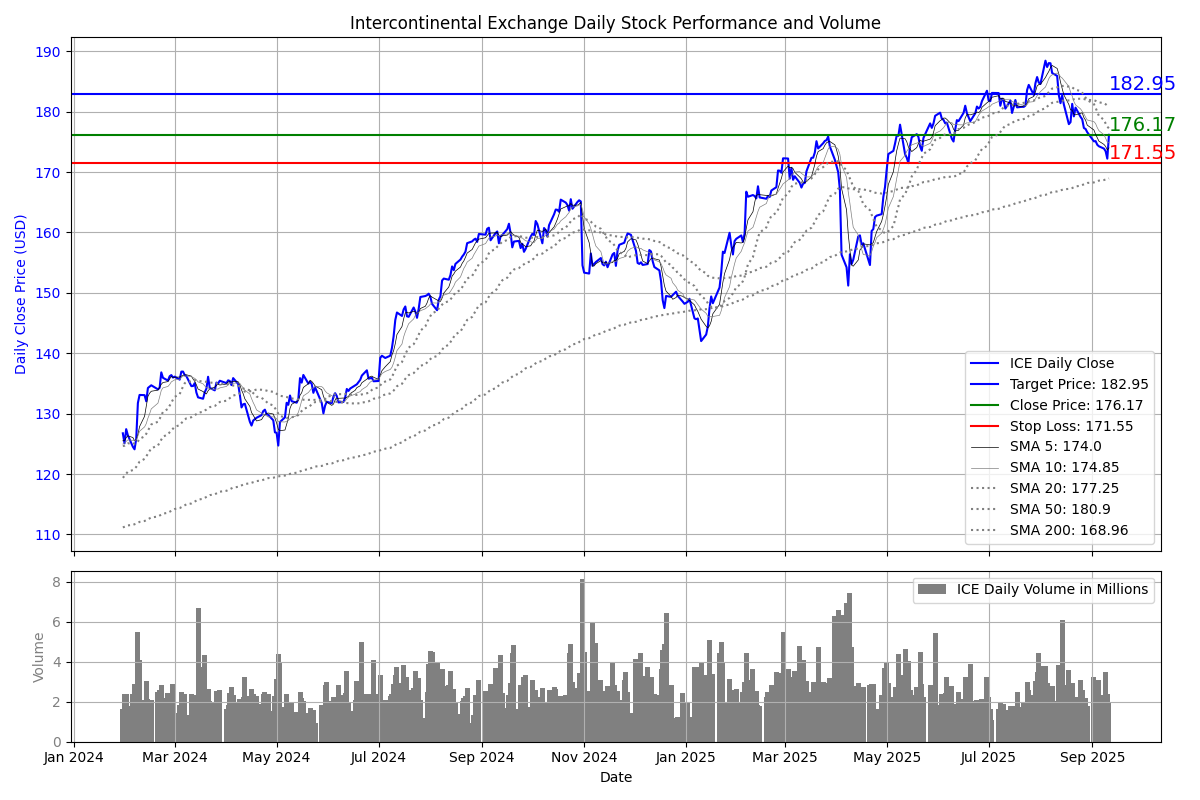 Intercontinental Exchange Daily Stock Performance and Volume
Daily Close Price (USD)
190
180
170
160
150
140
130
120
110
182.95
176.17
171.55
ICE Daily Close
Target Price: 182.95
Close Price: 176.17
Stop Loss: 171.55
SMA 5: 174.0
SMA 10: 174.85
SMA 20: 177.25
SMA 50: 180.9
SMA 200: 168.96
Volume
8
6
4
2
0
ICE Daily Volume in Millions
Jan 2024 Mar 2024 May 2024 Jul 2024 Sep 2024 Nov 2024 Jan 2025 Mar 2025 May 2025 Jul 2025 Sep 2025
Date